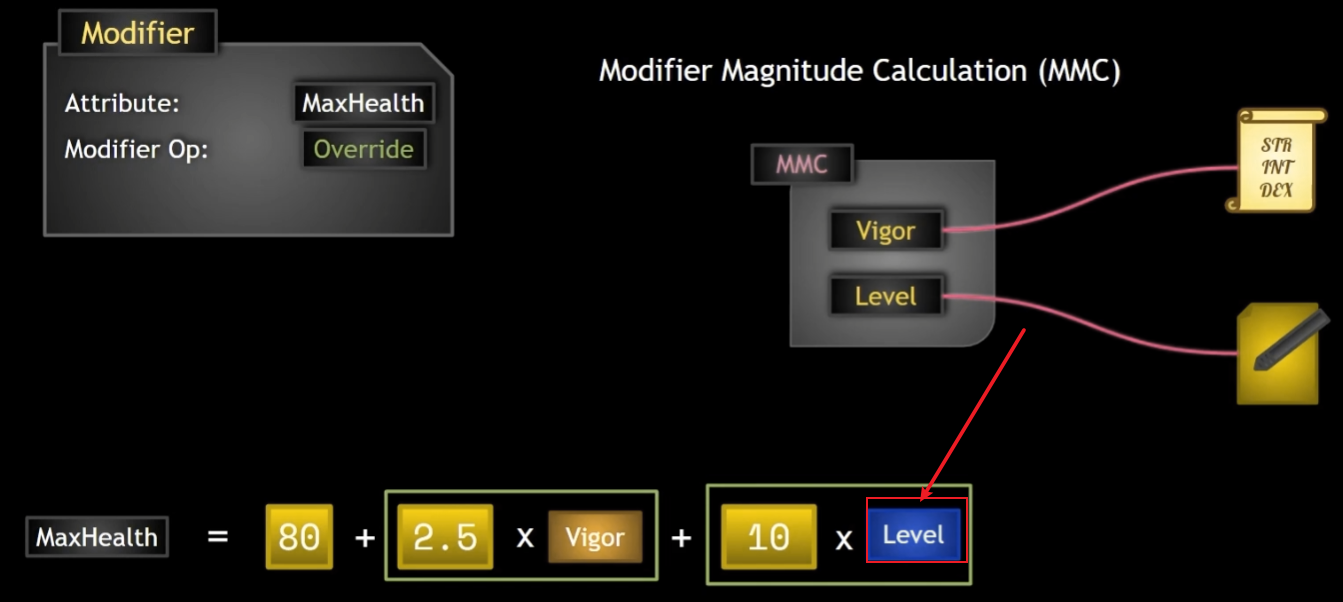 Modifier
Attribute: MaxHealth
Modifier Op: Override
Modifier Magnitude Calculation (MMC)
MMC
Vigor
Level
STR
INT
DEX
MaxHealth = 80 + 2.5 x Vigor + 10 x Level